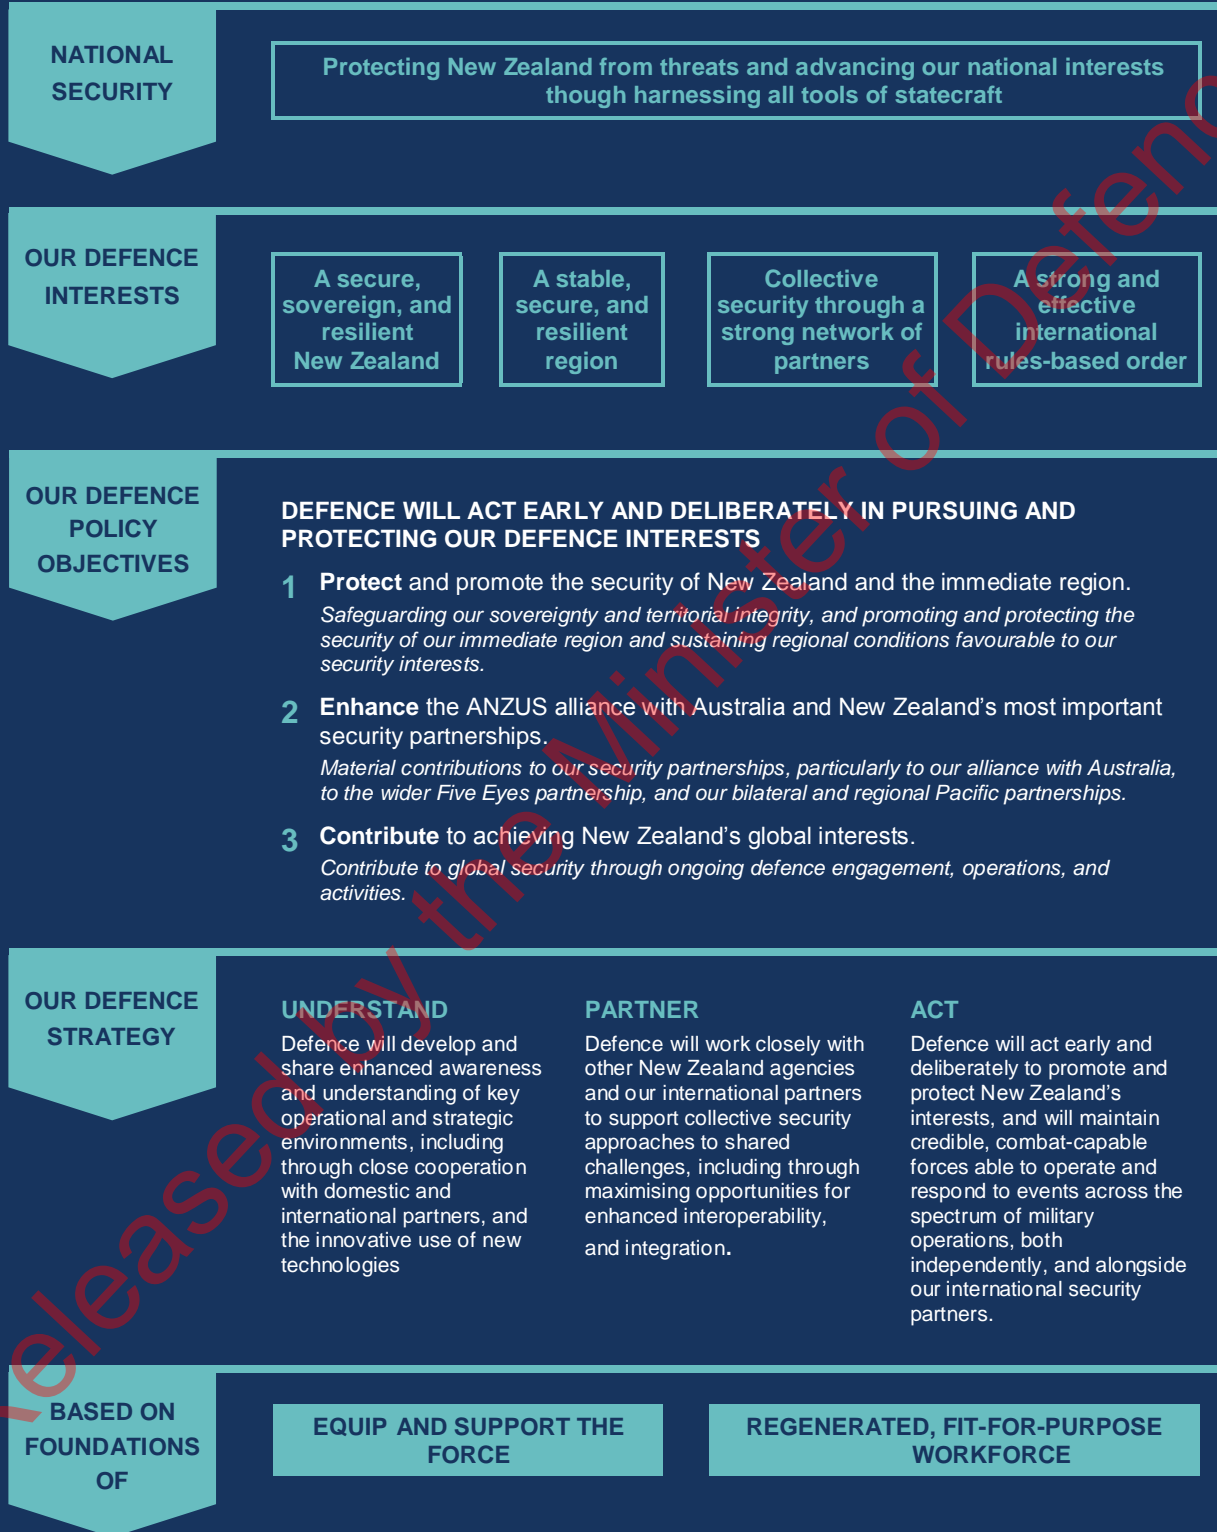 NATIONAL
SECURITY
Protecting New Zealand from threats and advancing our national interests
though harnessing all tools of statecraft
OUR DEFENCE
INTERESTS
A secure,
sovereign, and
resilient
New Zealand
A stable,
secure, and
resilient
region
Collective
security through a
strong network of
partners
A strong and
effective
international
rules-based order
OUR DEFENCE
POLICY
OBJECTIVES
DEFENCE WILL ACT EARLY AND DELIBERATELY IN PURSUING AND
PROTECTING OUR DEFENCE INTERESTS
1 Protect and promote the security of New Zealand and the immediate region.
Safeguarding our sovereignty and territorial integrity, and promoting and protecting the
security of our immediate region and sustaining regional conditions favourable to our
security interests.
2 Enhance the ANZUS alliance with Australia and New Zealand’s most important
security partnerships.
Material contributions to our security partnerships, particularly to our alliance with Australia,
to the wider Five Eyes partnership, and our bilateral and regional Pacific partnerships.
3 Contribute to achieving New Zealand’s global interests.
Contribute to global security through ongoing defence engagement, operations, and
activities.
OUR DEFENCE
STRATEGY
UNDERSTAND
Defence will develop and
share enhanced awareness
and understanding of key
operational and strategic
environments, including
through close cooperation
with domestic and
international partners, and
the innovative use of new
technologies
PARTNER
Defence will work closely with
other New Zealand agencies
and our international partners
to support collective security
approaches to shared
challenges, including through
maximising opportunities for
enhanced interoperability,
and integration.
ACT
Defence will act early and
deliberately to promote and
protect New Zealand’s
interests, and will maintain
credible, combat-capable
forces able to operate and
respond to events across the
spectrum of military
operations, both
independently, and alongside
our international security
partners.
BASED ON
FOUNDATIONS
OF
EQUIP AND SUPPORT THE
FORCE
REGENERATED, FIT-FOR-PURPOSE
WORKFORCE
eleased by the Minister of Defenc